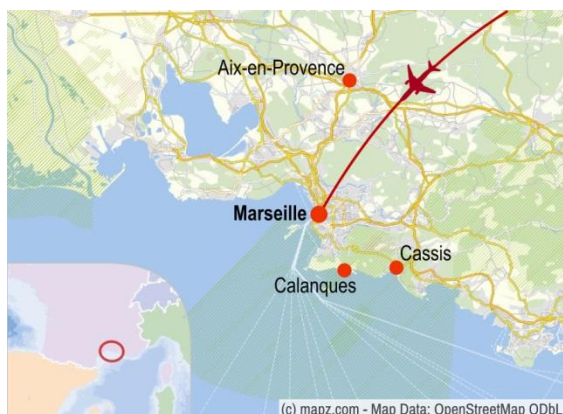 Aix-en-Provence
Marseille
Cassis
Calanques
(c) mapz.com - Map Data: OpenStreetMap ODbL